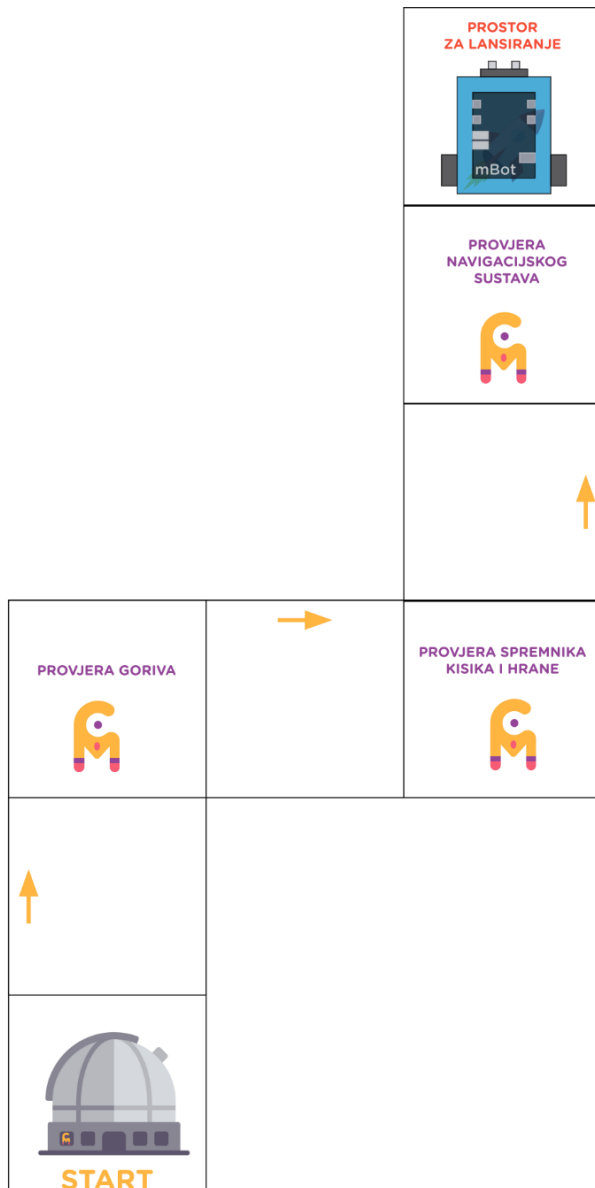 PROSTOR
ZA LANSIRANJE
mBot
PROVJERA
NAVIGACIJSKOG
SUSTAVA
PROVJERA GORIVA
PROVJERA SPREMNIKA
KISIKA I HRANE
START